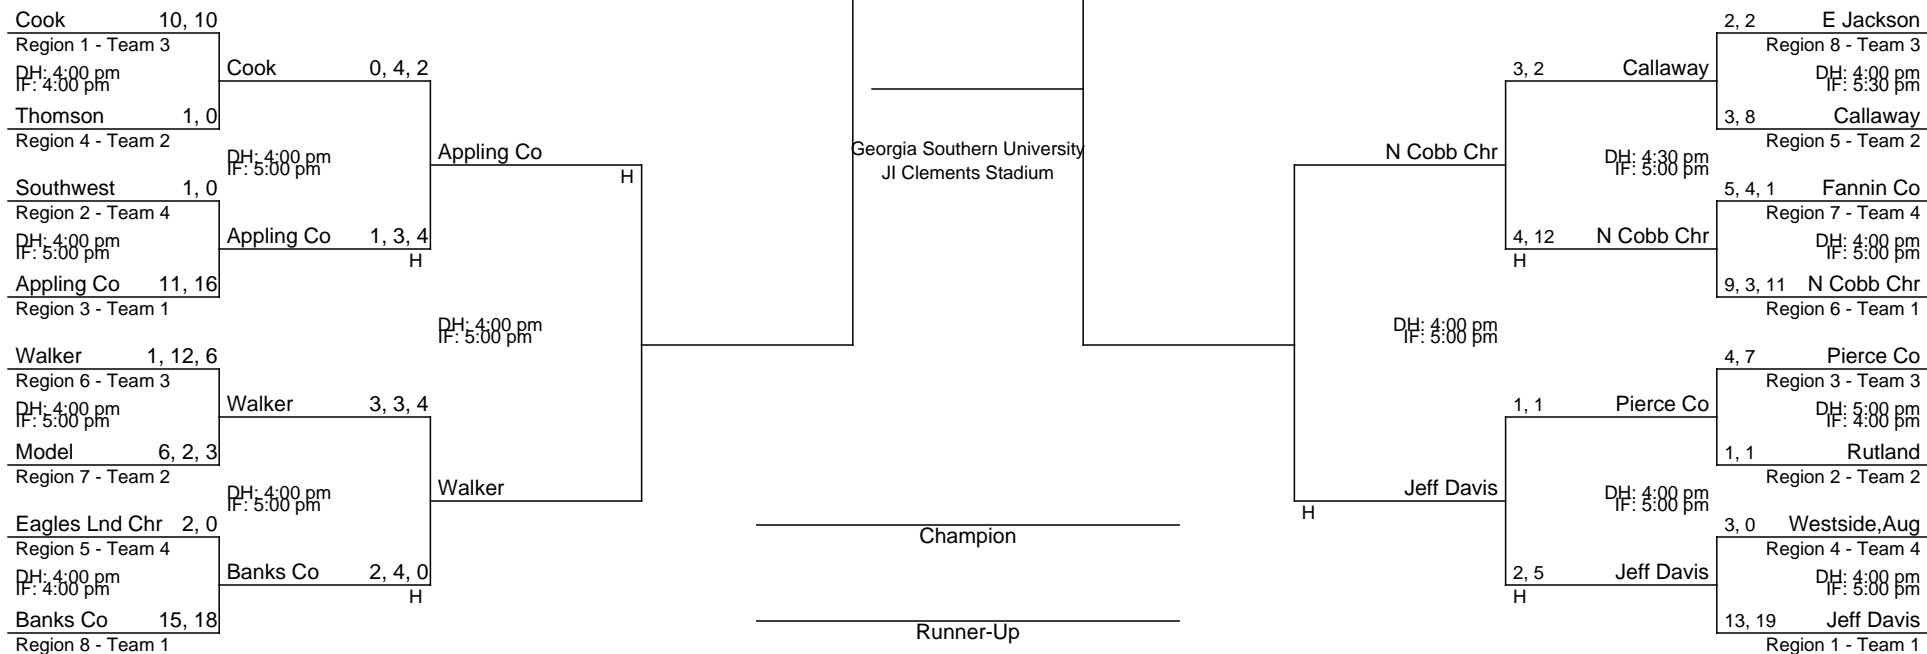 Cook 10, 10
Region 1 - Team 3
DH: 4:00 pm
IF: 4:00 pm
Thomson 1, 0
Region 4 - Team 2
Southwest 1, 0
Region 2 - Team 4
DH: 4:00 pm
IF: 5:00 pm
Appling Co 11, 16
Region 3 - Team 1
Walker 1, 12, 6
Region 6 - Team 3
DH: 4:00 pm
IF: 5:00 pm
Model 6, 2, 3
Region 7 - Team 2
Eagles Lnd Chr 2, 0
Region 5 - Team 4
DH: 4:00 pm
IF: 4:00 pm
Banks Co 15, 18
Region 8 - Team 1
Cook 0, 4, 2
DH: 4:00 pm
IF: 5:00 pm
Appling Co 1, 3, 4
H
Walker 3, 3, 4
DH: 4:00 pm
IF: 5:00 pm
Banks Co 2, 4, 0
H
Appling Co
H
DH: 4:00 pm
IF: 5:00 pm
Walker
Georgia Southern University
JI Clements Stadium
Champion
Runner-Up
N Cobb Chr
DH: 4:00 pm
IF: 5:00 pm
Jeff Davis
H
3, 2 Callaway
DH: 4:30 pm
IF: 5:00 pm
4, 12 N Cobb Chr
H
1, 1 Pierce Co
DH: 4:00 pm
IF: 5:00 pm
2, 5 Jeff Davis
H
2, 2 E Jackson
Region 8 - Team 3
DH: 4:00 pm
IF: 5:30 pm
3, 8 Callaway
Region 5 - Team 2
5, 4, 1 Fannin Co
Region 7 - Team 4
DH: 4:00 pm
IF: 5:00 pm
9, 3, 11 N Cobb Chr
Region 6 - Team 1
4, 7 Pierce Co
Region 3 - Team 3
DH: 5:00 pm
IF: 4:00 pm
1, 1 Rutland
Region 2 - Team 2
3, 0 Westside,Aug
Region 4 - Team 4
DH: 4:00 pm
IF: 5:00 pm
13, 19 Jeff Davis
Region 1 - Team 1